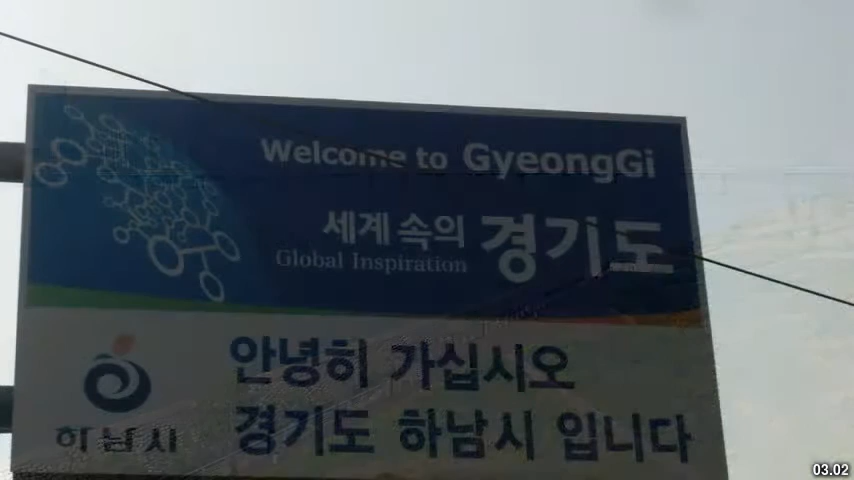 Welcome to GyeongGi
세계 속의 경기도
Global Inspiration
안녕히 가십시오
하남시 경기도 하남시 입니다
03.02